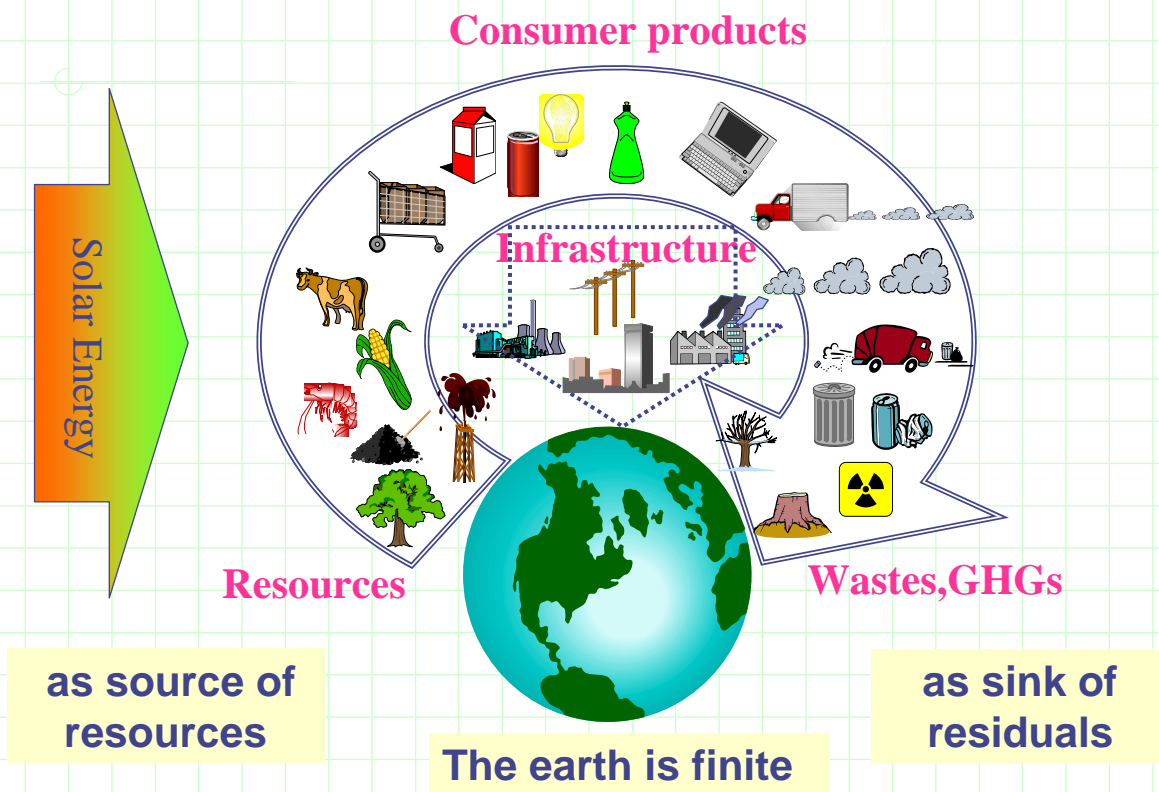 Consumer products
Solar Energy
Infrastructure
Resources
Wastes,GHGs
as source of
resources
The earth is finite
as sink of
residuals